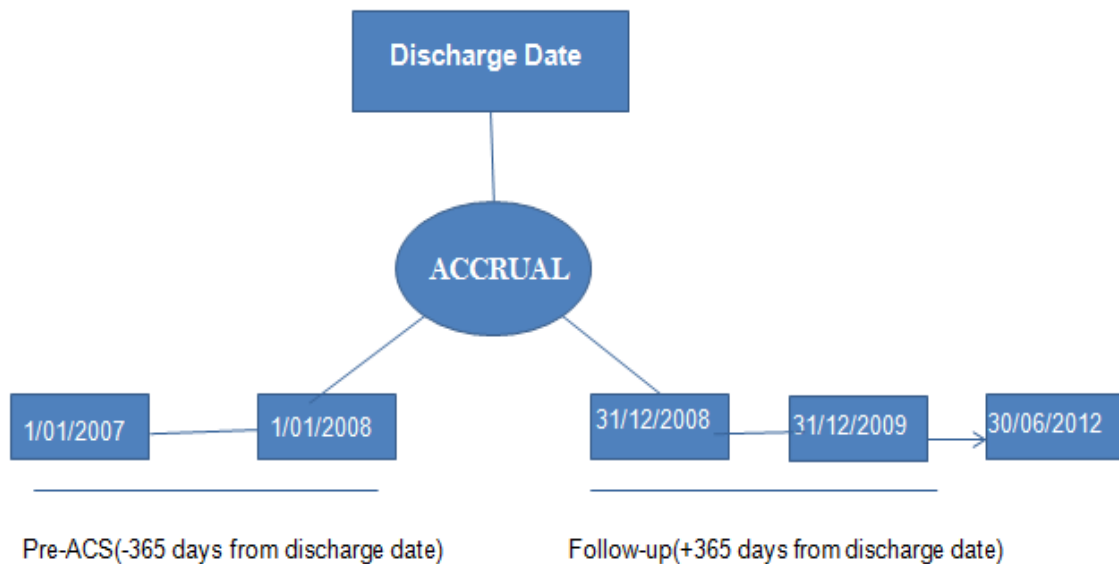 Discharge Date
ACCRUAL
1/01/2007
1/01/2008
31/12/2008
31/12/2009
30/06/2012
Pre-ACS(-365 days from discharge date)
Follow-up(+365 days from discharge date)